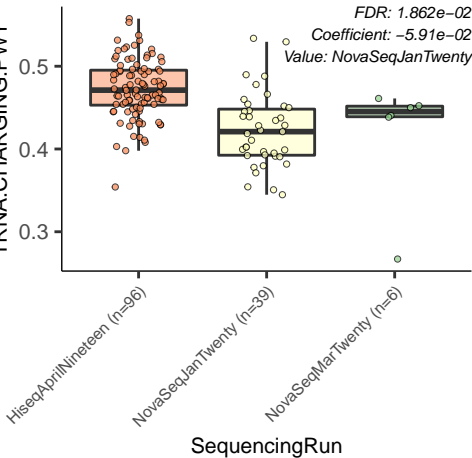 FDR: 1.862e−02
Coefficient: −5.91e−02
Value: NovaSeqJanTwenty
0.5
0.4
0.3
HiseqAprilNineteen (n=96)
NovaSeqJanTwenty (n=39)
NovaSeqMarTwenty (n=6)
SequencingRun